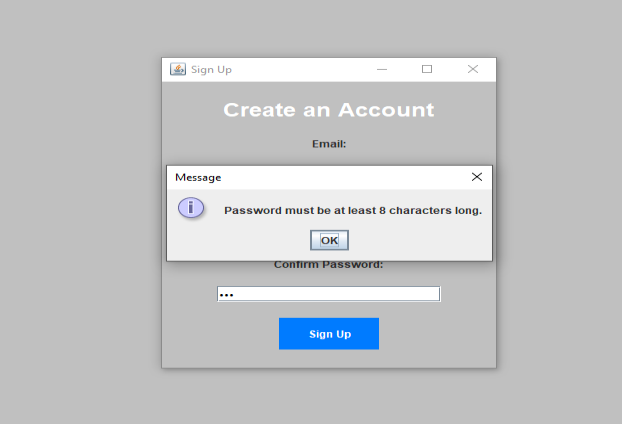 Sign Up
Create an Account
Email:
Message
Password must be at least 8 characters long.
OK
Confirm Password:
Sign Up